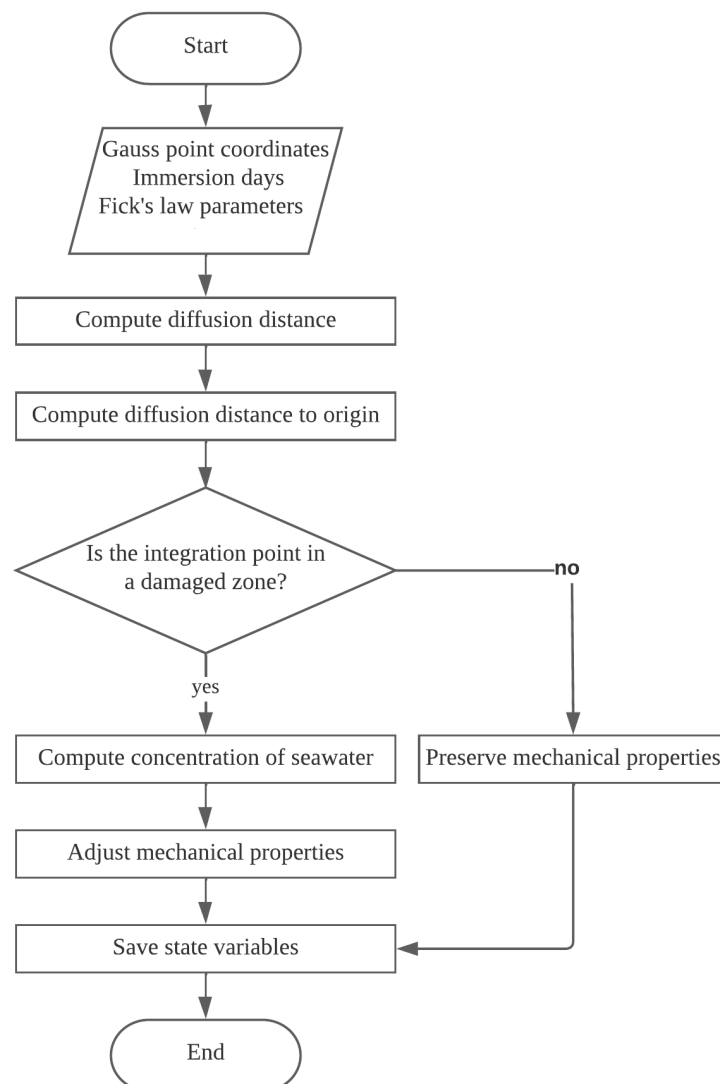 Start
Gauss point coordinates
Immersion days
Fick's law parameters
Compute diffusion distance
Compute diffusion distance to origin
Is the integration point in
a damaged zone?
no
yes
Compute concentration of seawater
Preserve mechanical properties
Adjust mechanical properties
Save state variables
End